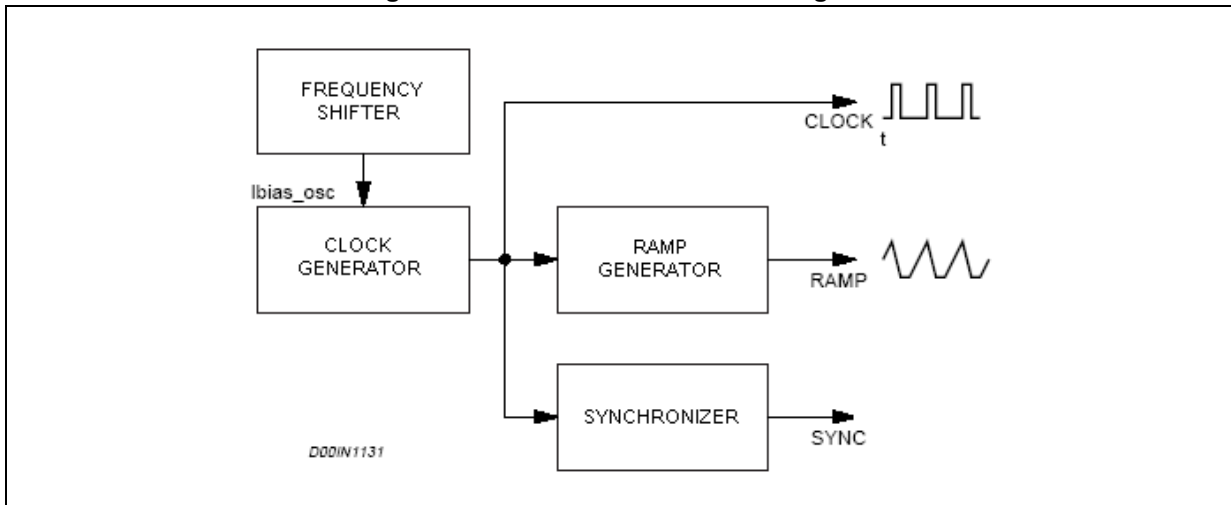 FREQUENCY
SHIFTER
CLOCK
t
Ibias_osc
CLOCK
GENERATOR
RAMP
GENERATOR
RAMP
SYNCHRONIZER
SYNC
D00IN1131